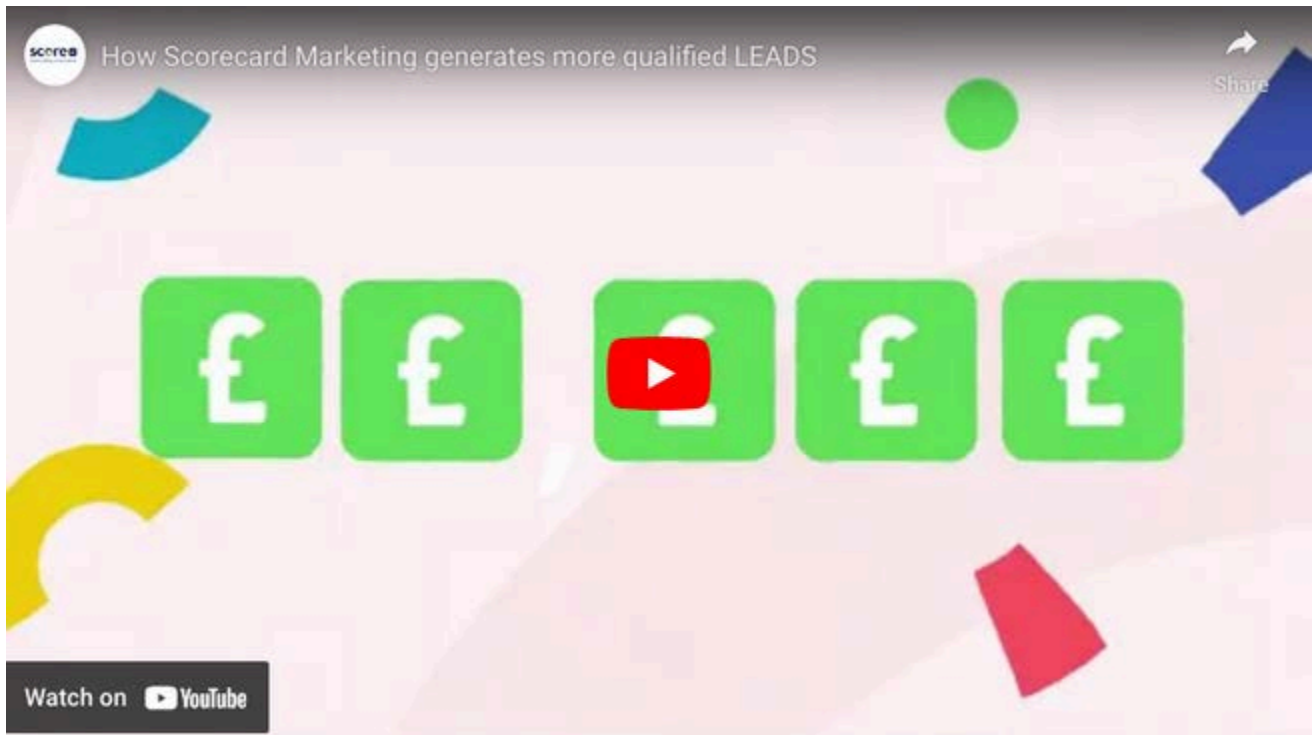 How Scorecard Marketing generates more qualified LEADS
Share
£ £ £ £ £
Watch on YouTube